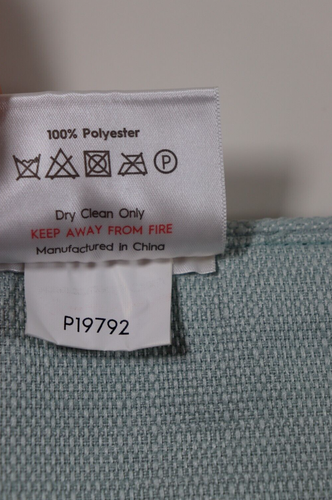 100% Polyester
P
Dry Clean Only
KEEP AWAY FROM FIRE
Manufactured in China
P19792